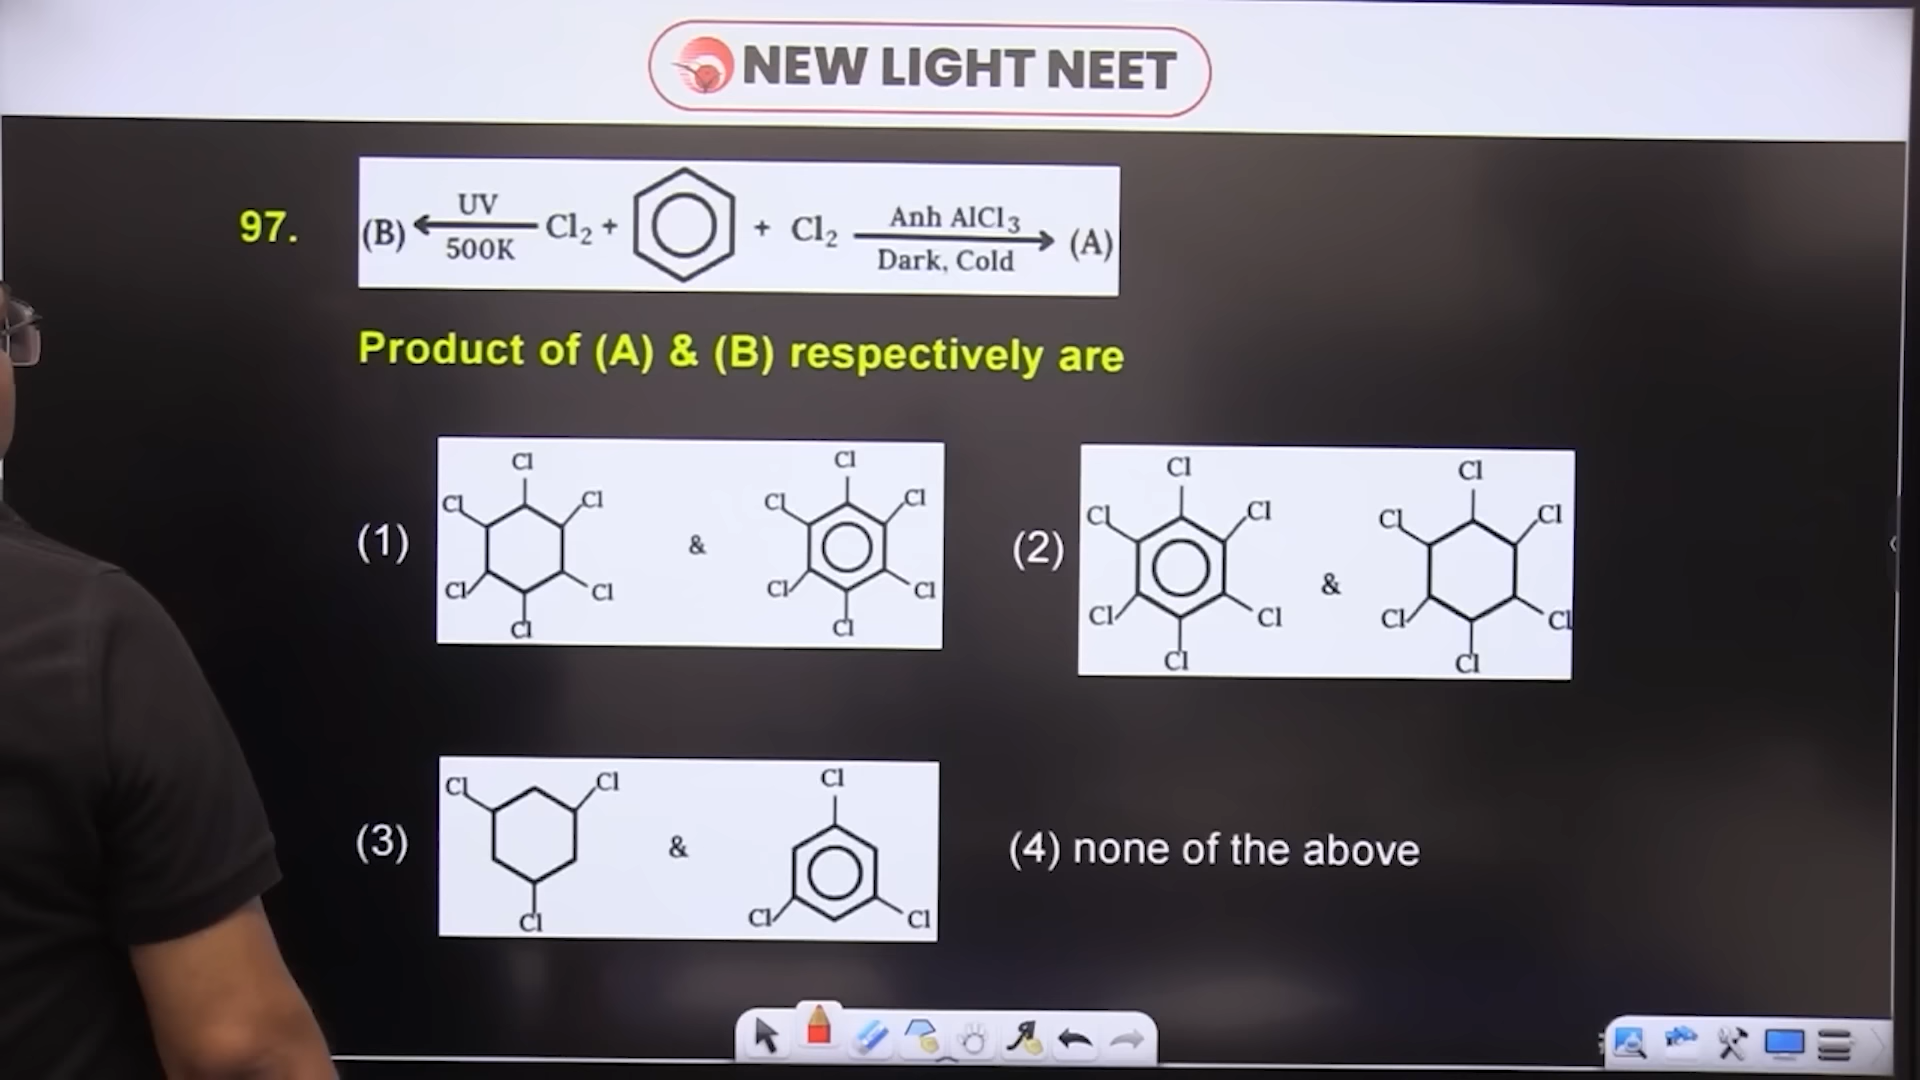 NEW LIGHT NEET
97.
(B) UV 500K Cl₂ + + Cl₂ Anh AlCl₃ Dark, Cold (A)
Product of (A) & (B) respectively are
(1) Cl Cl Cl Cl Cl Cl & Cl Cl Cl Cl Cl Cl
(2) Cl Cl Cl Cl Cl Cl & Cl Cl Cl Cl Cl Cl
(3) Cl Cl Cl & Cl Cl Cl
(4) none of the above